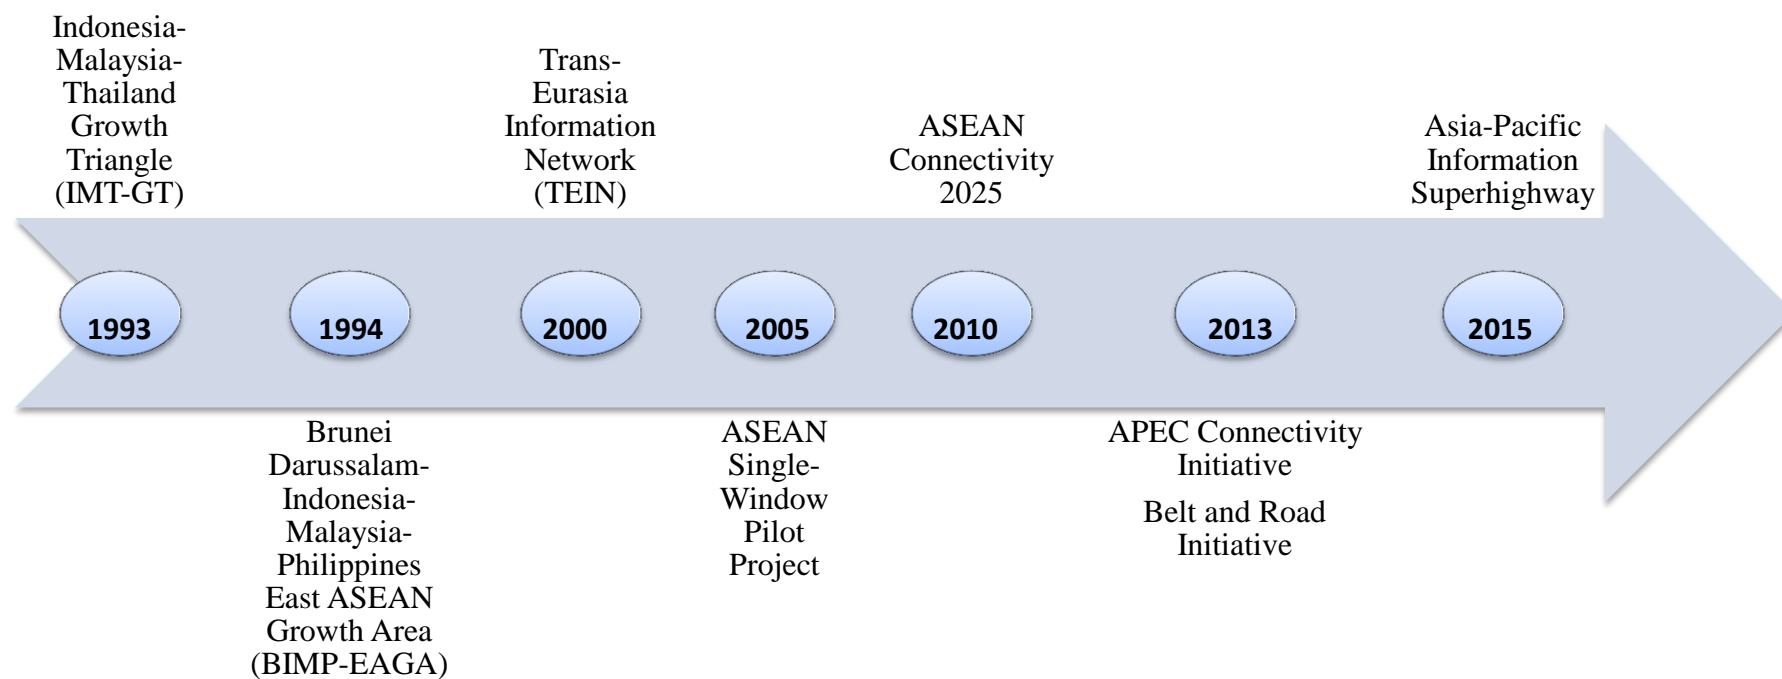 Indonesia-
Malaysia-
Thailand
Growth
Triangle
(IMT-GT)
Trans-
Eurasia
Information
Network
(TEIN)
ASEAN
Connectivity
2025
Asia-Pacific
Information
Superhighway
1993
1994
2000
2005
2010
2013
2015
Brunei
Darussalam-
Indonesia-
Malaysia-
Philippines
East ASEAN
Growth Area
(BIMP-EAGA)
ASEAN
Single-
Window
Pilot
Project
APEC Connectivity
Initiative
Belt and Road
Initiative